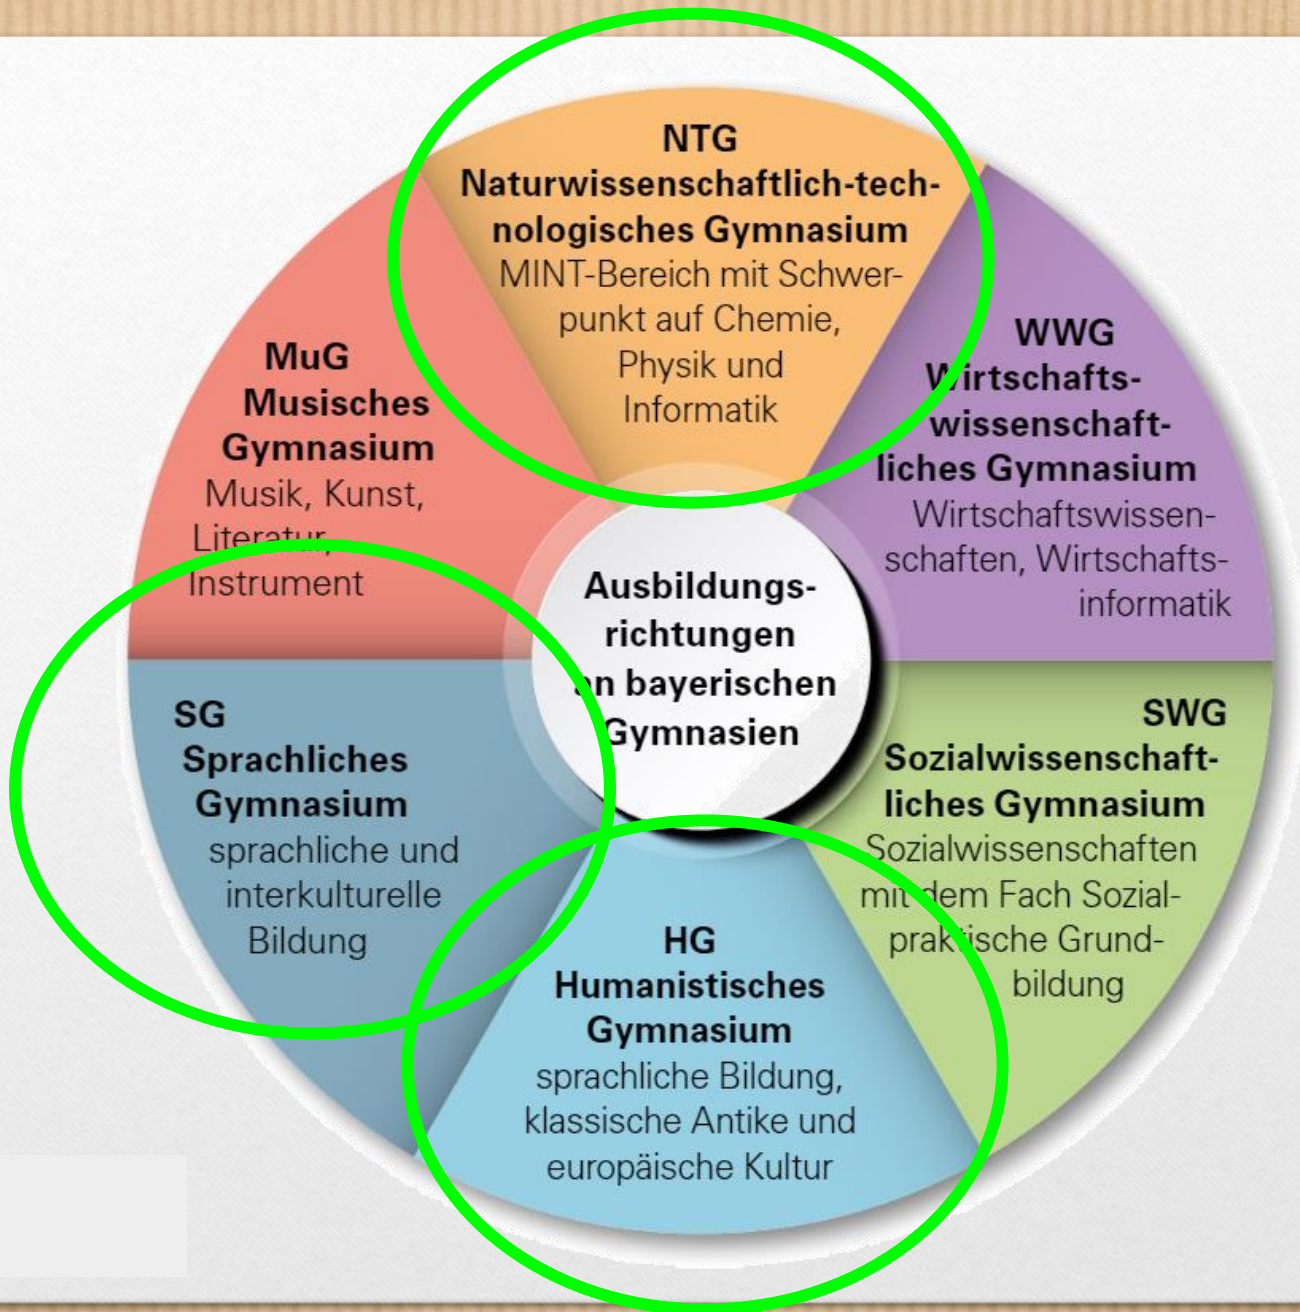 NTG
Naturwissenschaftlich-tech-
nologisches Gymnasium
MINT-Bereich mit Schwer-
punkt auf Chemie,
Physik und
Informatik
WWG
Wirtschafts-
wissenschaft-
liches Gymnasium
Wirtschaftswissen-
schaften, Wirtschafts-
informatik
SWG
Sozialwissenschaft-
liches Gymnasium
Sozialwissenschaften
mit dem Fach Sozial-
praktische Grund-
bildung
HG
Humanistisches
Gymnasium
sprachliche Bildung,
klassische Antike und
europäische Kultur
SG
Sprachliches
Gymnasium
sprachliche und
interkulturelle
Bildung
MuG
Musisches
Gymnasium
Musik, Kunst,
Literatur,
Instrument
Ausbildungs-
richtungen
an bayerischen
Gymnasien